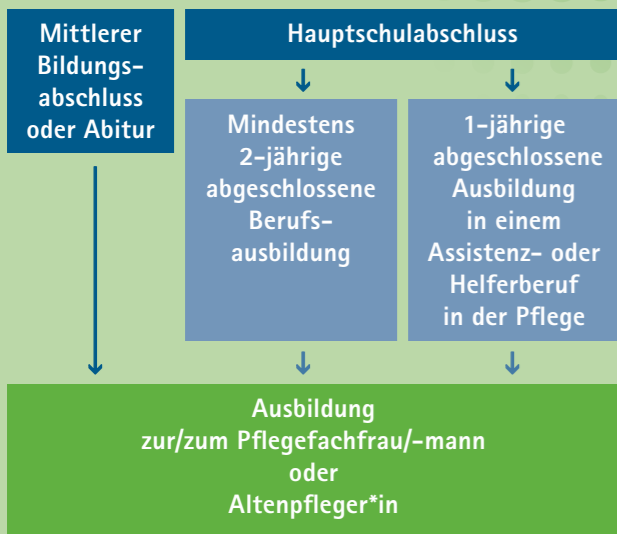 Mittlerer
Bildungs-
abschluss
oder Abitur
Hauptschulabschluss
Mindestens
2-jährige
abgeschlossene
Berufs-
ausbildung
1-jährige
abgeschlossene
Ausbildung
in einem
Assistenz- oder
Helferberuf
in der Pflege
Ausbildung
zur/zum Pflegefachfrau/-mann
oder
Altenpfleger*in